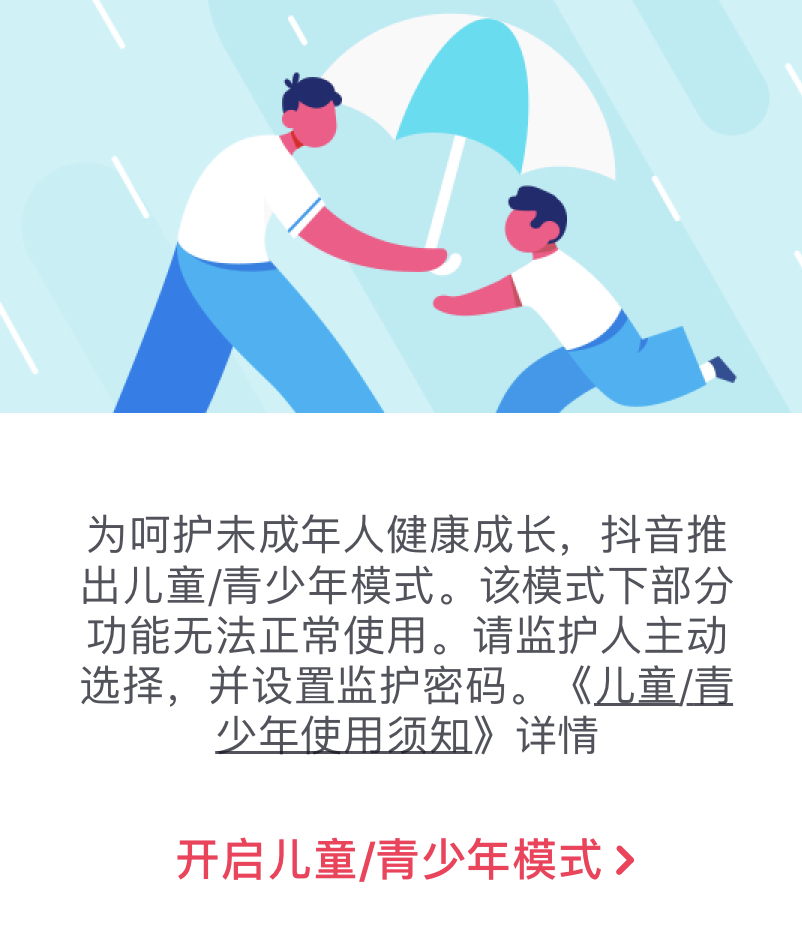 为呵护未成年人健康成长，抖音推
出儿童/青少年模式。该模式下部分
功能无法正常使用。请监护人主动
选择，并设置监护密码。《儿童/青
少年使用须知》详情
开启儿童/青少年模式 >